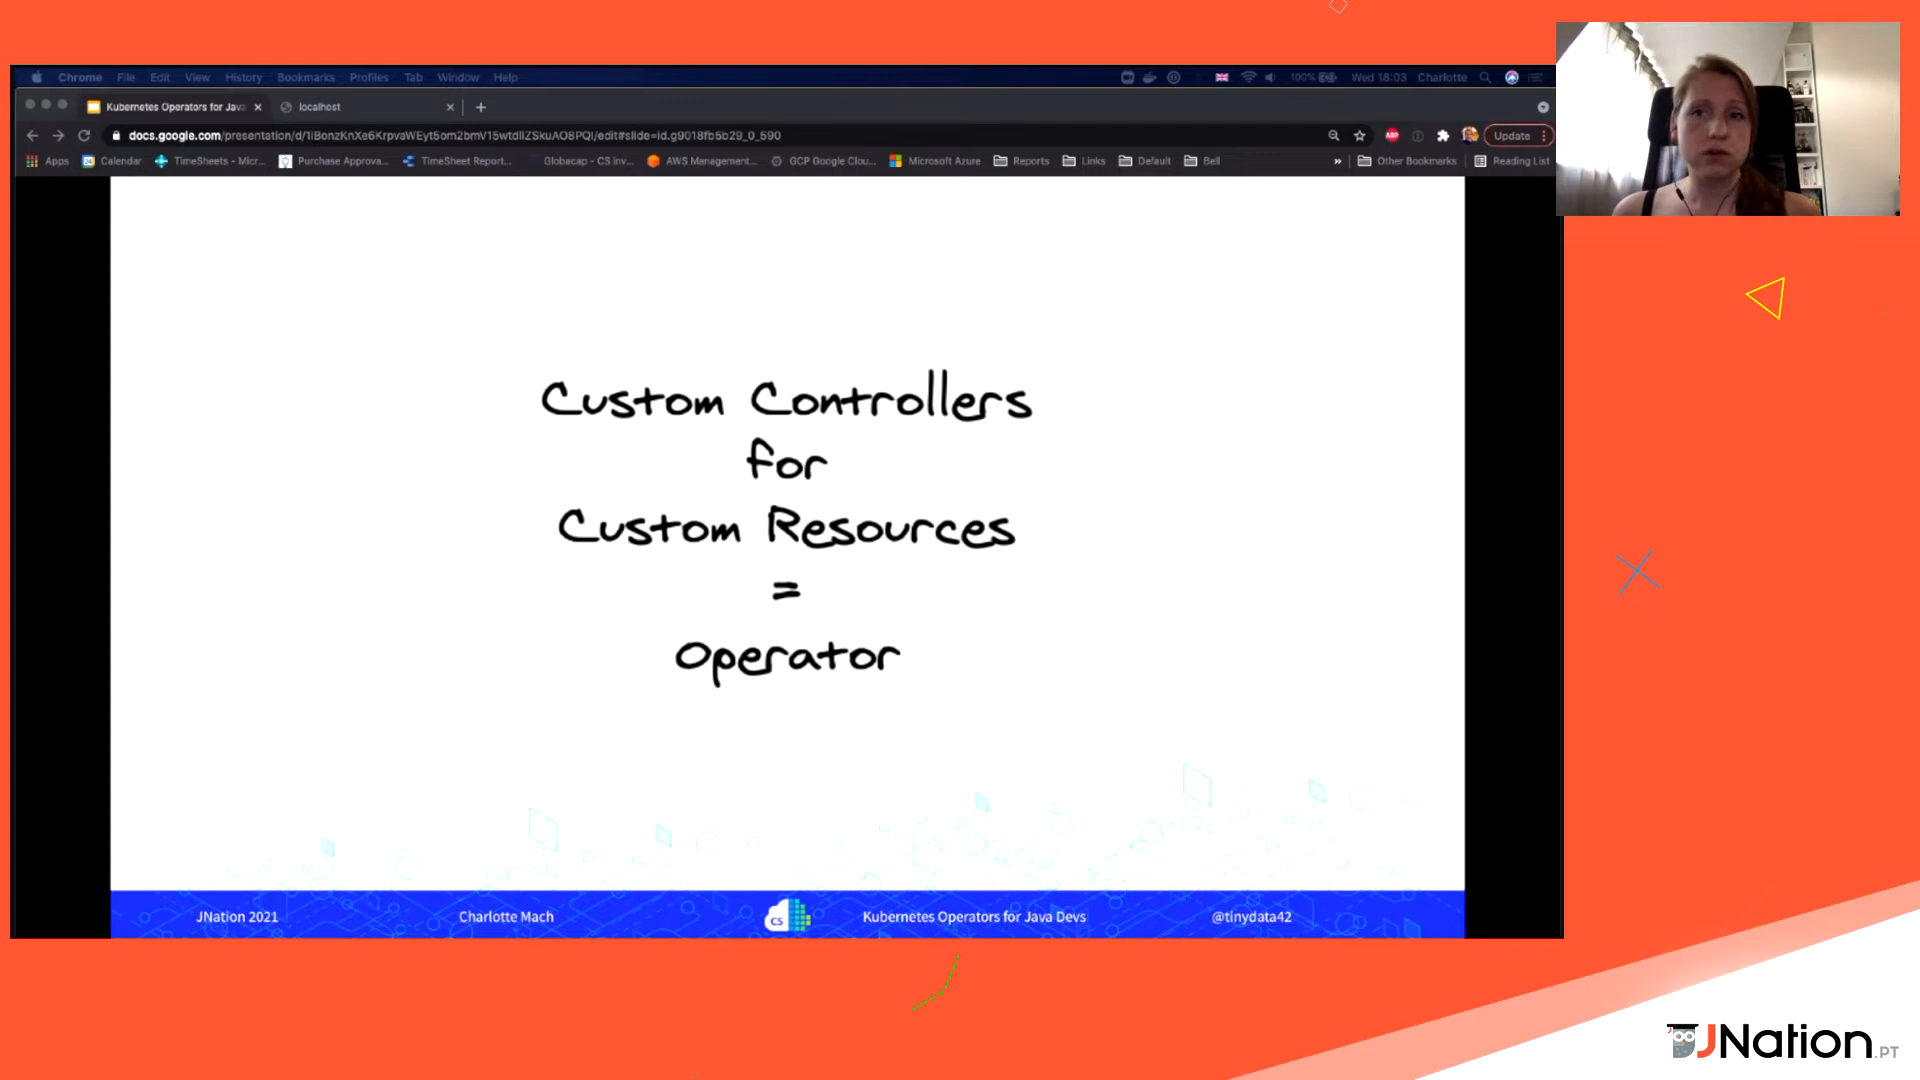 Chrome File Edit View History Bookmarks Profiles Tab Window Help 100% Wed 18:03 Charlotte
Kubernetes Operators for Java localhost
docs.google.com/presentation/d/ Update
Apps Calendar TimeSheets - Micr... Purchase Approva... TimeSheet Report... Globacap - CS inv... AWS Management... GCP Google Clou... Microsoft Azure Reports Links Default Bell » Other Bookmarks Reading List
Custom Controllers
for
Custom Resources
=
Operator
JNation 2021 Charlotte Mach CS Kubernetes Operators for Java Devs @tinydata42
JNation.PT